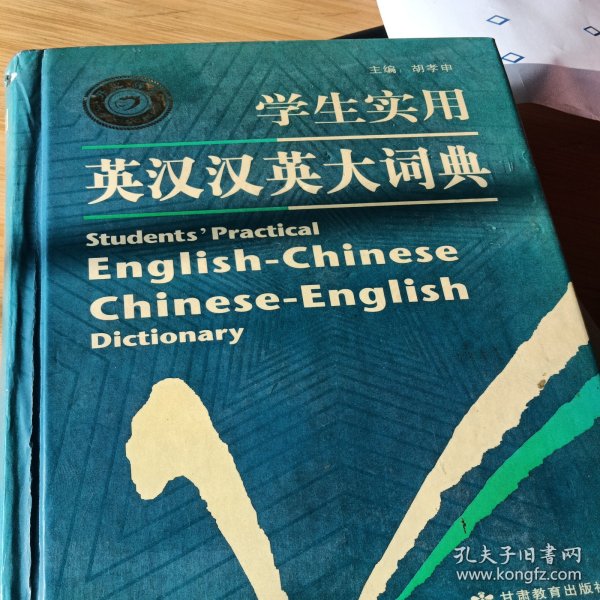 主编：胡孝申
学生实用
英汉汉英大词典
Students' Practical
English-Chinese
Chinese-English
Dictionary
孔夫子旧书网
www.kongfz.com
甘肃教育出版社